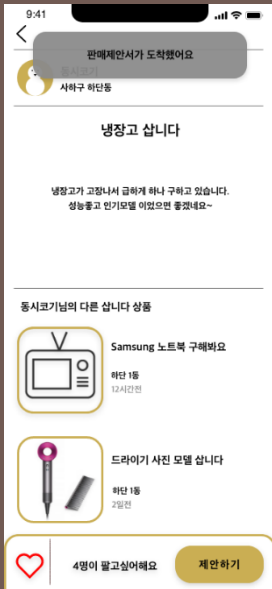 9:41
판매제안서가 도착했어요
동시코기
사하구 하단동
냉장고 삽니다
냉장고가 고장나서 급하게 하나 구하고 있습니다.
성능좋고 인기모델 이었으면 좋겠네요~
동시코기님의 다른 삽니다 상품
Samsung 노트북 구해봐요
하단 1동
12시간전
드라이기 사진 모델 삽니다
하단 1동
2일전
4명이 팔고싶어해요
제안하기